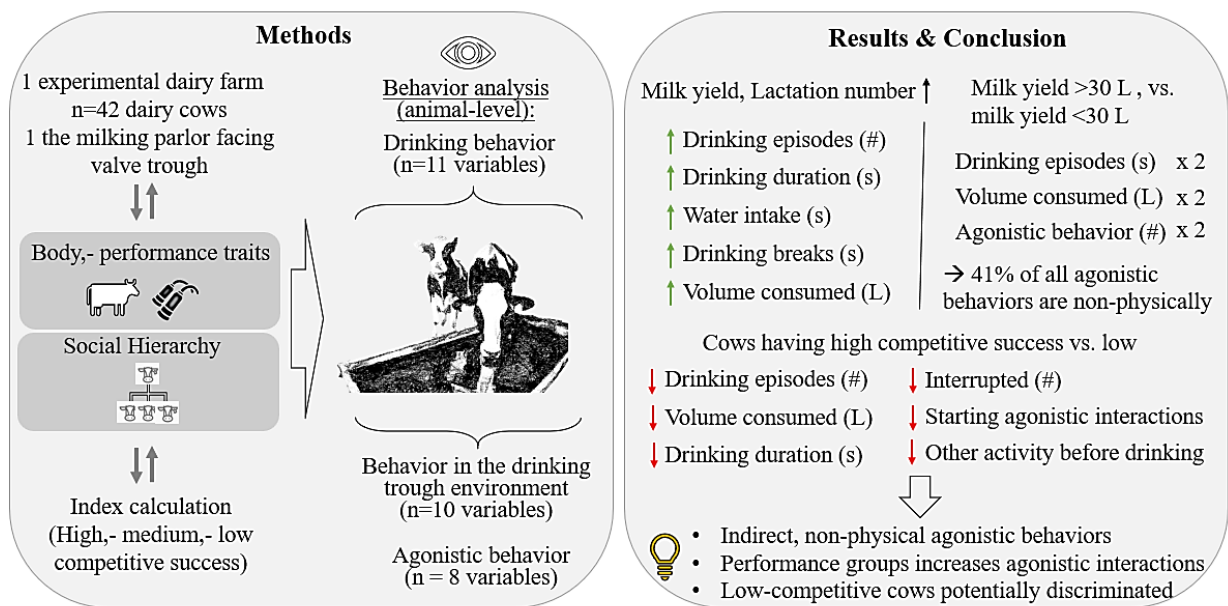 Methods
1 experimental dairy farm
n=42 dairy cows
1 the milking parlor facing
valve trough
Body,- performance traits
Social Hierarchy
Index calculation
(High,- medium,- low
competitive success)
Behavior analysis
(animal-level):
Drinking behavior
(n=11 variables)
Behavior in the drinking
trough environment
(n=10 variables)
Agonistic behavior
(n = 8 variables)
Results & Conclusion
Milk yield, Lactation number ↑
↑ Drinking episodes (#)
↑ Drinking duration (s)
↑ Water intake (s)
↑ Drinking breaks (s)
↑ Volume consumed (L)
Milk yield >30 L , vs.
milk yield <30 L
Drinking episodes (s) x 2
Volume consumed (L) x 2
Agonistic behavior (#) x 2
→ 41% of all agonistic
behaviors are non-physically
Cows having high competitive success vs. low
↓ Drinking episodes (#)
↓ Volume consumed (L)
↓ Drinking duration (s)
↓ Interrupted (#)
↓ Starting agonistic interactions
↓ Other activity before drinking
• Indirect, non-physical agonistic behaviors
• Performance groups increases agonistic interactions
• Low-competitive cows potentially discriminated